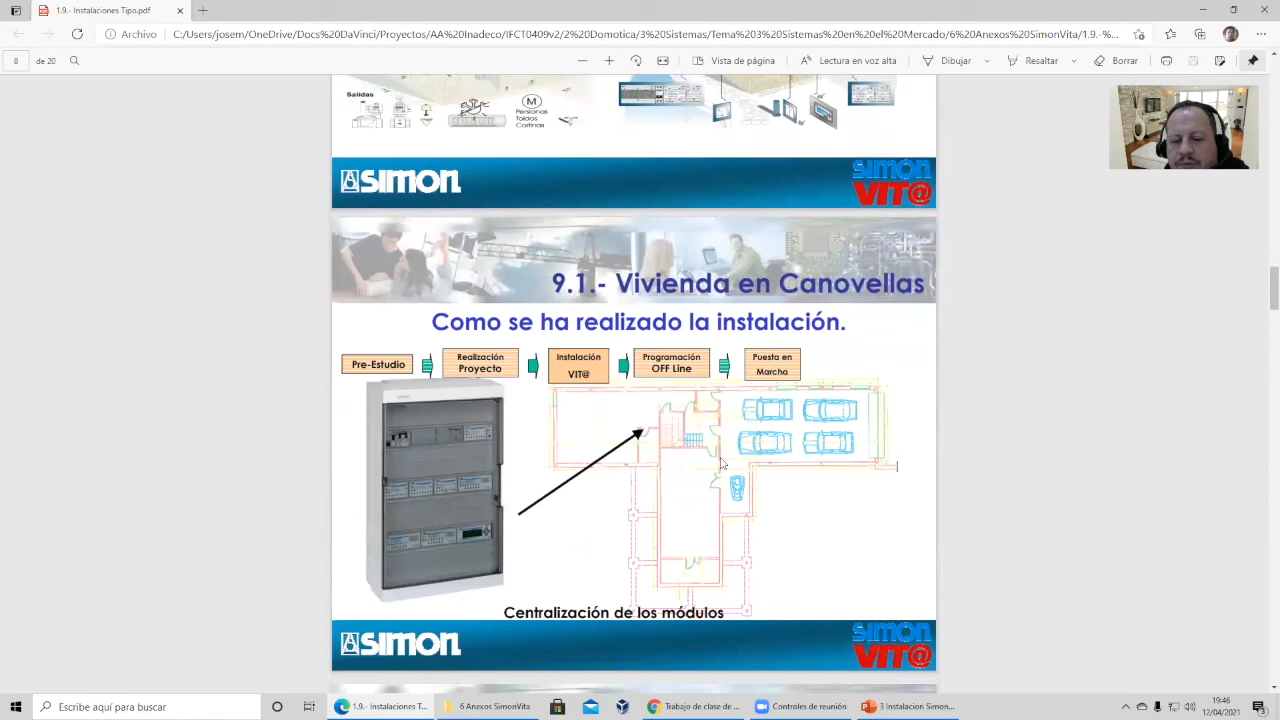 1.9.- Instalaciones Tipo.pdf
Archivo
C:/Users/josem/OneDrive/Docs%20DaVinci/Proyectos/AA%20Inadeco/IFCT0409v2/2%20Domotica/3%20Sistemas/Tema%203%20Sistemas%20en%20el%20Mercado/6%20Anexos%20SimonVita/1.9.-%...
8 de 20
Vista de página
Lectura en voz alta
Dibujar
Resaltar
Borrar
Salidas
M
Persianas
Toldos
Cortinas
SIMON
SIMON
VIT@
9.1.- Vivienda en Canovellas
Como se ha realizado la instalación.
Pre-Estudio
Realización
Proyecto
Instalación
VIT@
Programación
OFF Line
Puesta en
Marcha
Centralización de los módulos
SIMON
SIMON
VIT@
Escribe aquí para buscar
1.9.- Instalaciones T...
6 Anexos SimonVita
Trabajo de clase de ...
Controles de reunión
3 Instalacion Simon...
19:46
12/04/2021